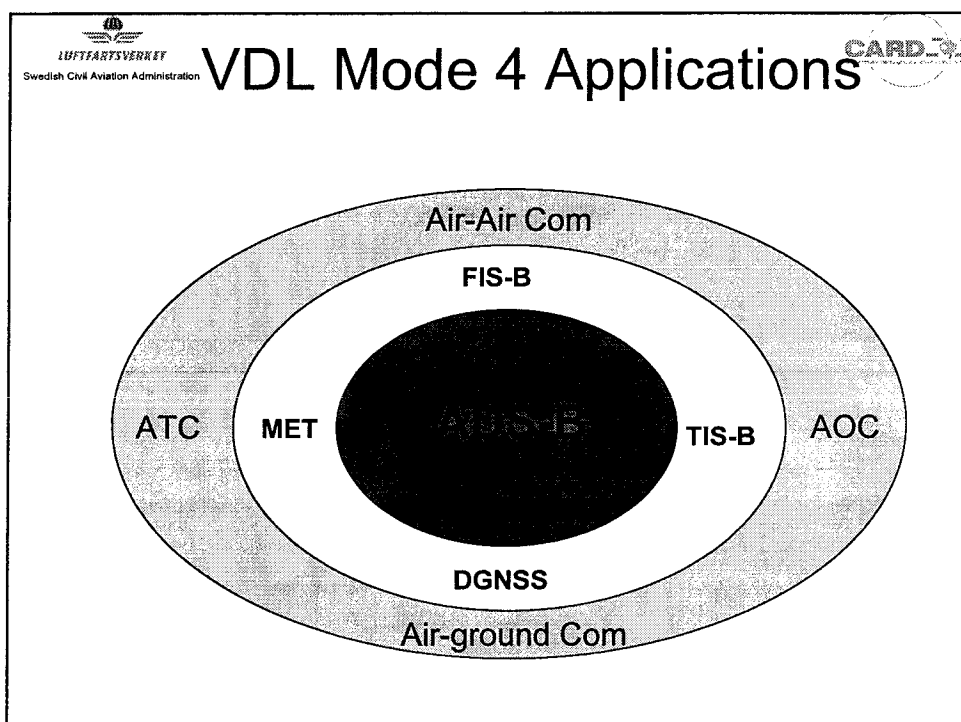 LUFTFARTSVERKET
Swedish Civil Aviation Administration
VDL Mode 4 Applications
Air-Air Com
FIS-B
ATC
MET
ADS-B
TIS-B
AOC
DGNSS
Air-ground Com